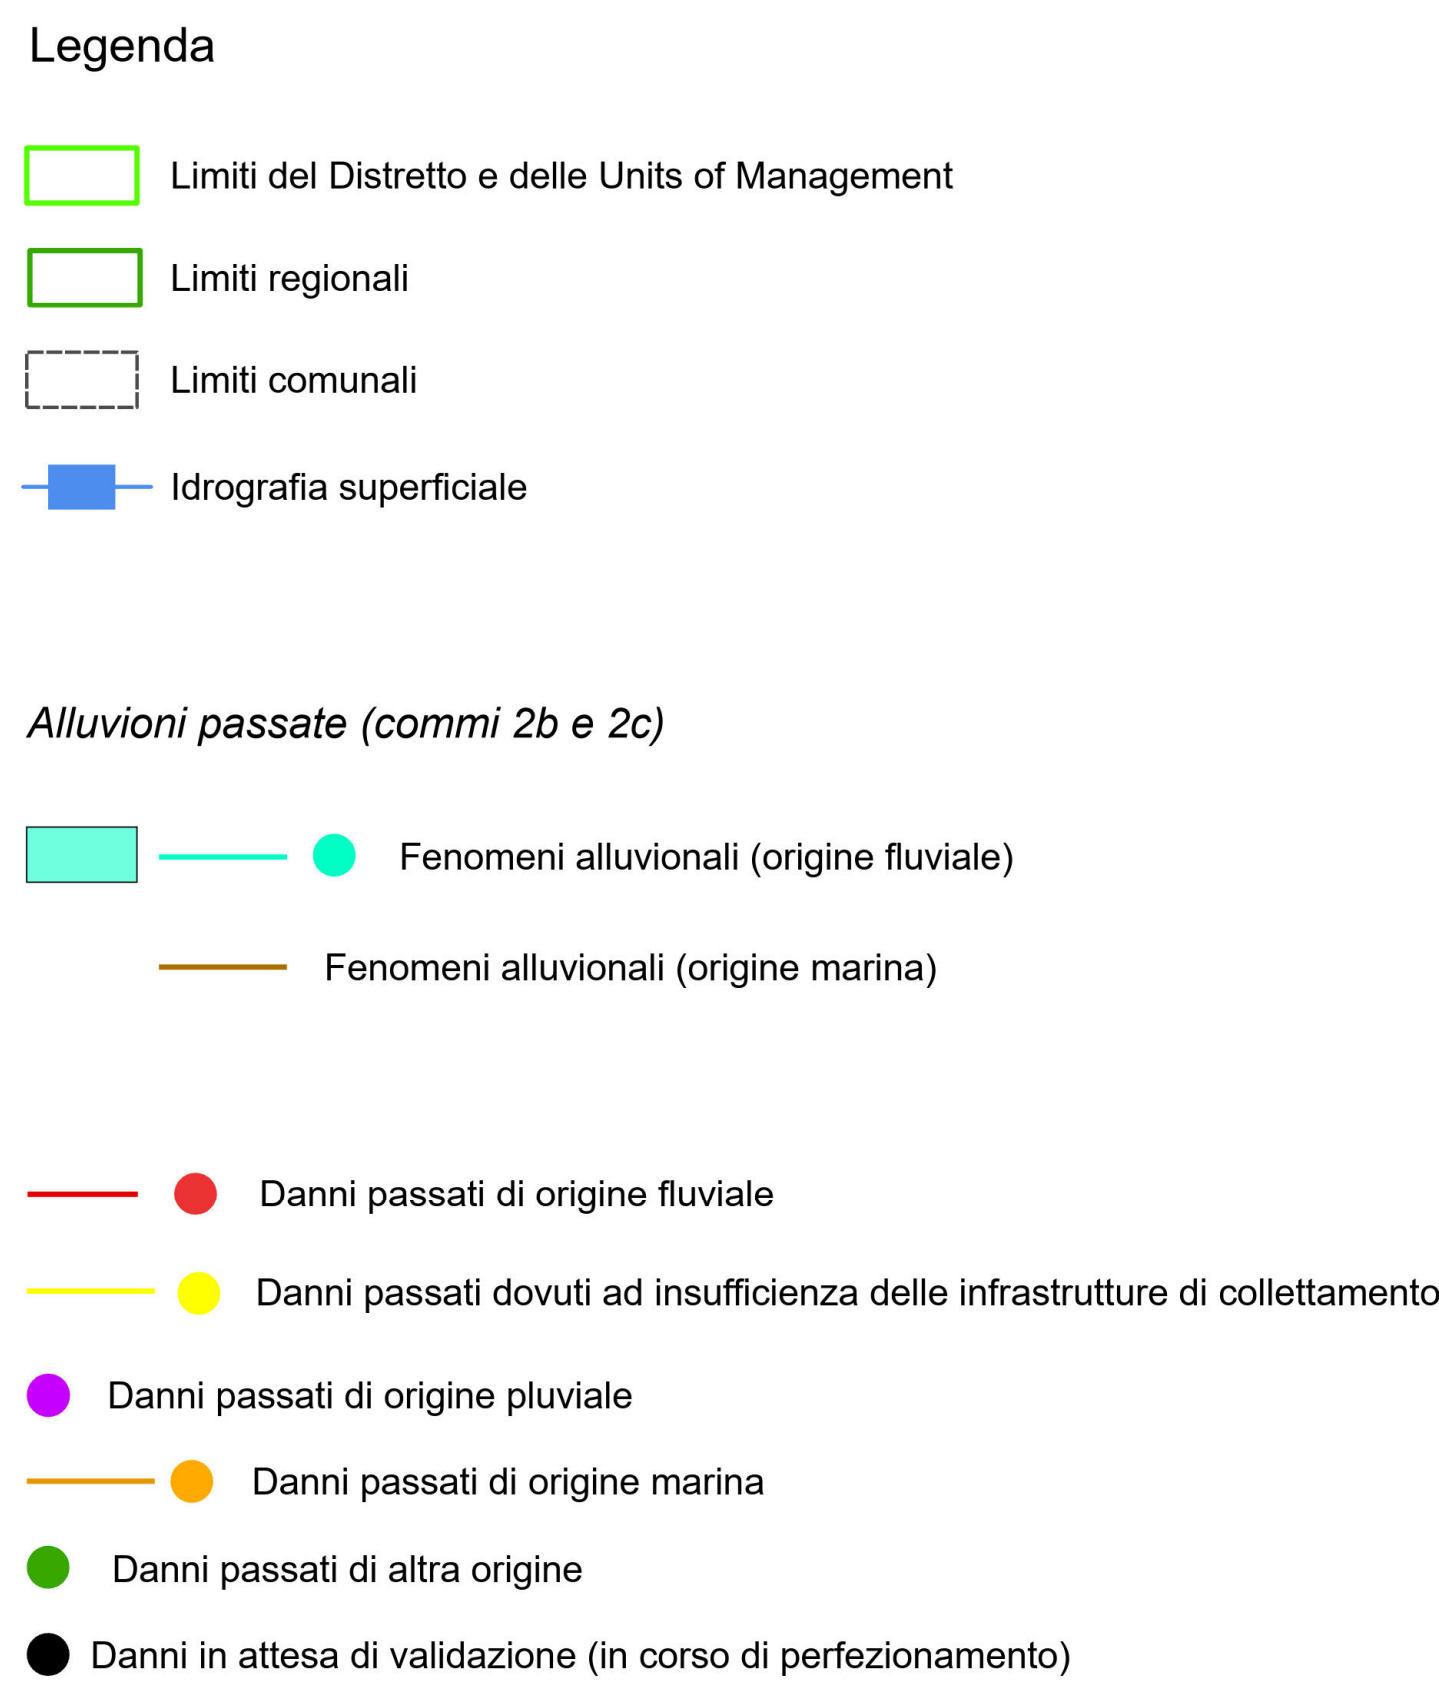 Legenda
Limiti del Distretto e delle Units of Management
Limiti regionali
Limiti comunali
Idrografia superficiale
Alluvioni passate (commi 2b e 2c)
Fenomeni alluvionali (origine fluviale)
Fenomeni alluvionali (origine marina)
Danni passati di origine fluviale
Danni passati dovuti ad insufficienza delle infrastrutture di collettamento
Danni passati di origine pluviale
Danni passati di origine marina
Danni passati di altra origine
Danni in attesa di validazione (in corso di perfezionamento)